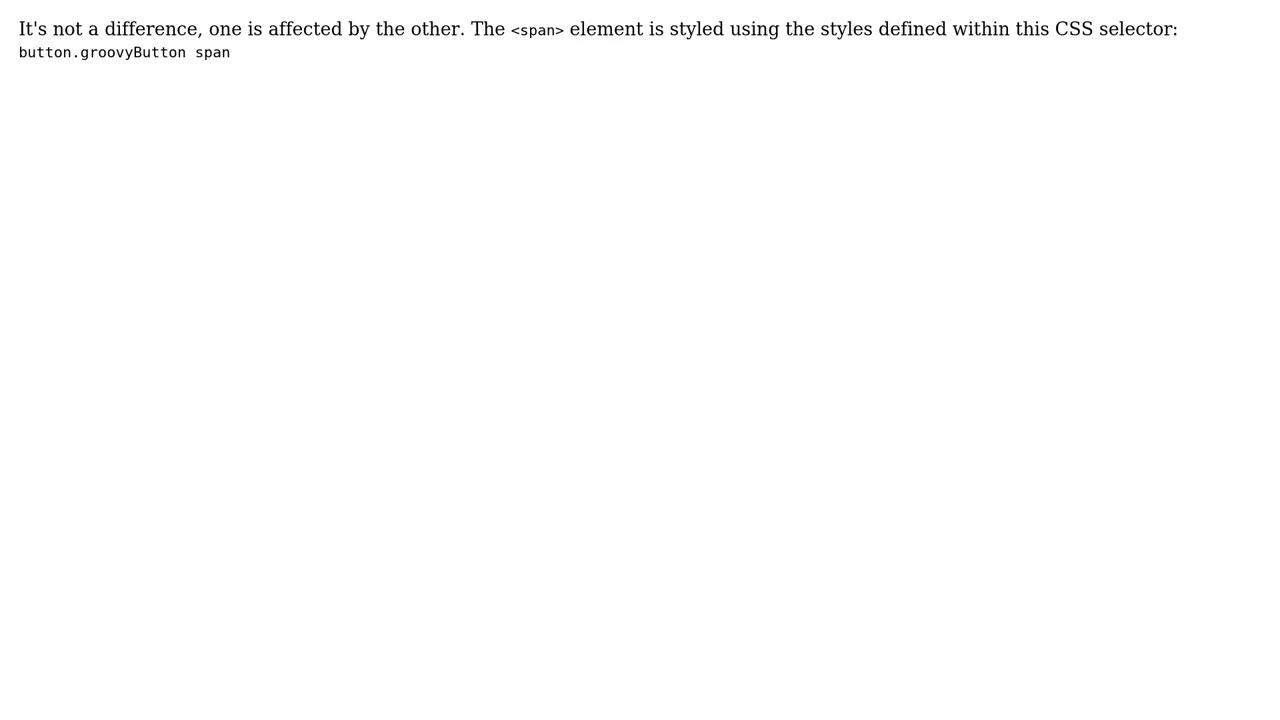 It's not a difference, one is affected by the other. The <span> element is styled using the styles defined within this CSS selector:
button.groovyButton span